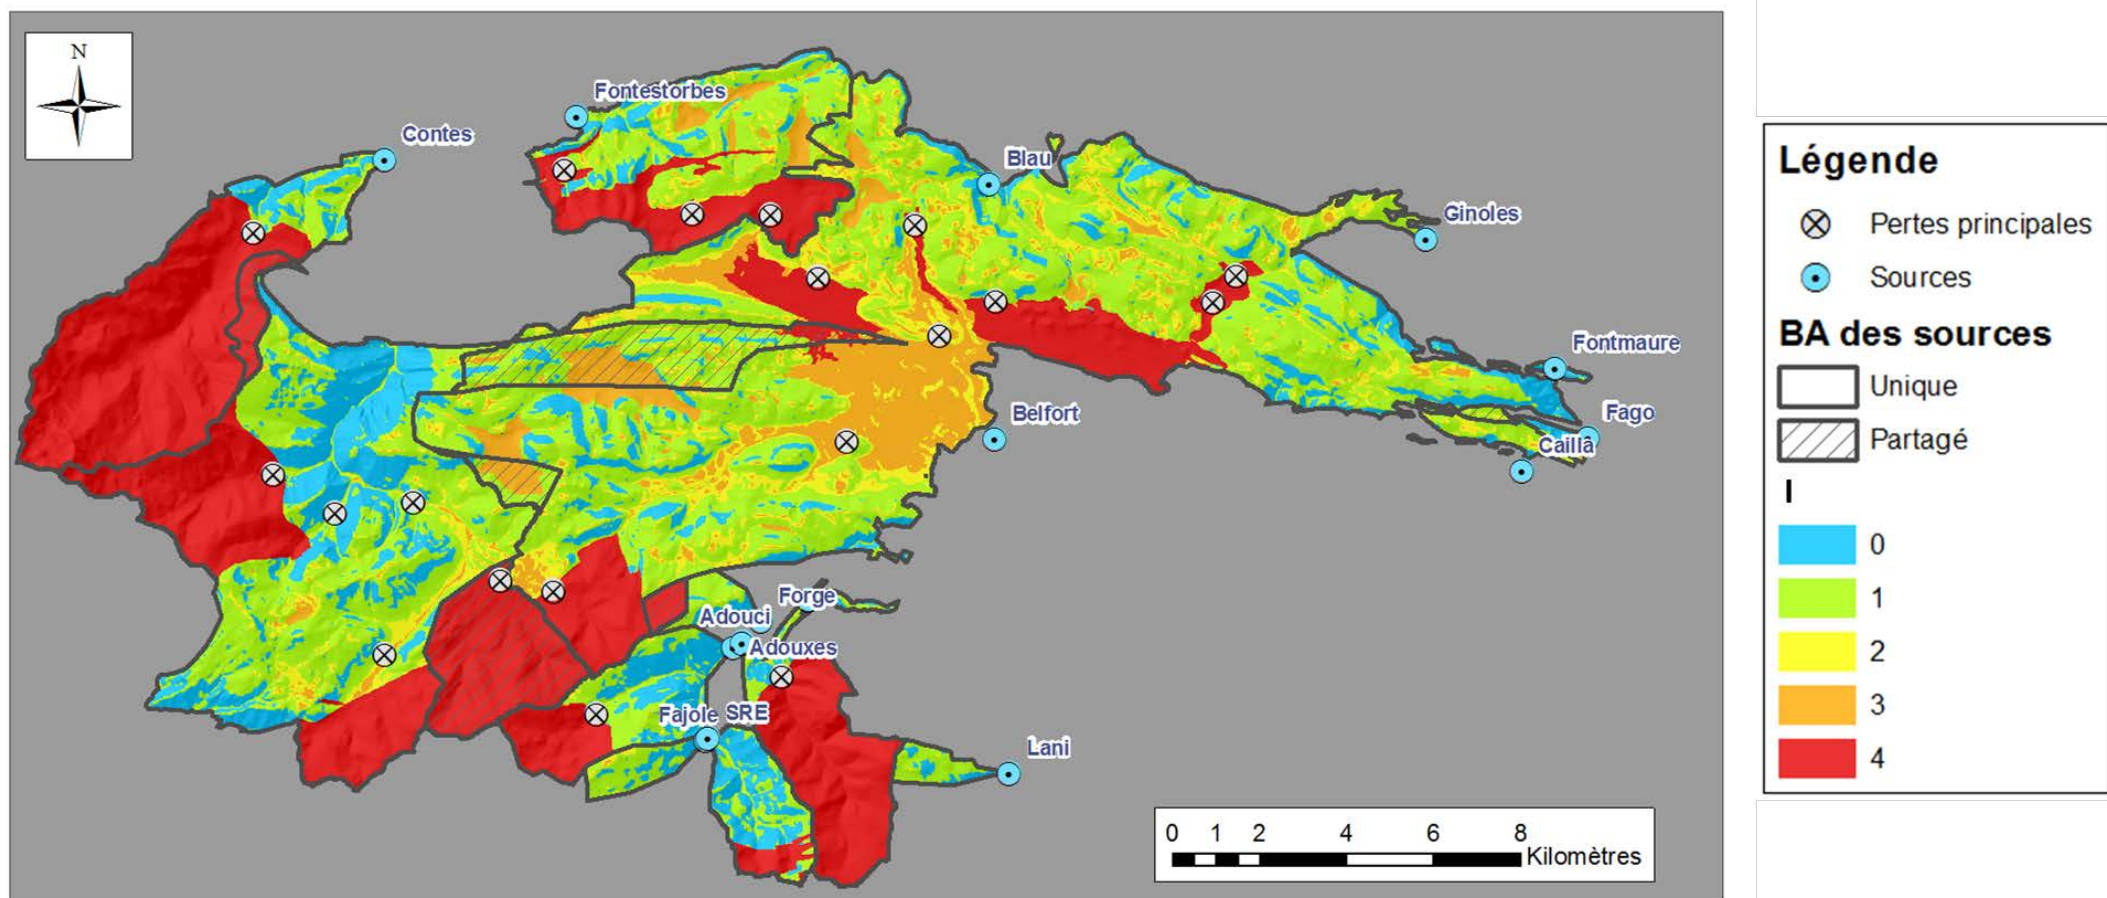 N
Fontestorbes
Contes
Blau
Ginoles
Fontmaure
Belfort
Fago
Caillà
Forge
Adouci
Adouxes
Fajole SRE
Lani
0 1 2 4 6 8
Kilomètres
Légende
Pertes principales
Sources
BA des sources
Unique
Partagé
I
0
1
2
3
4